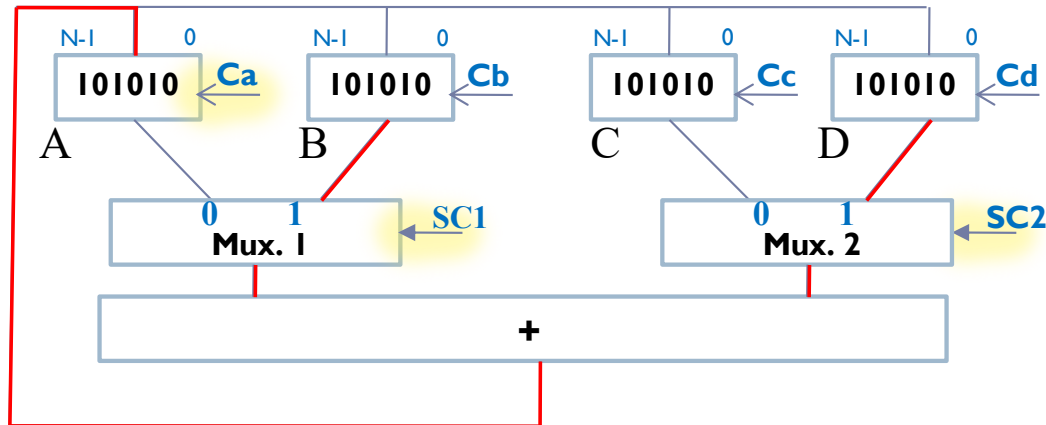 N-1 0 N-1 0 N-1 0 N-1 0
101010 Ca 101010 Cb 101010 Cc 101010 Cd
A B C D
0 1 SC1 0 1 SC2
Mux. 1 Mux. 2
+